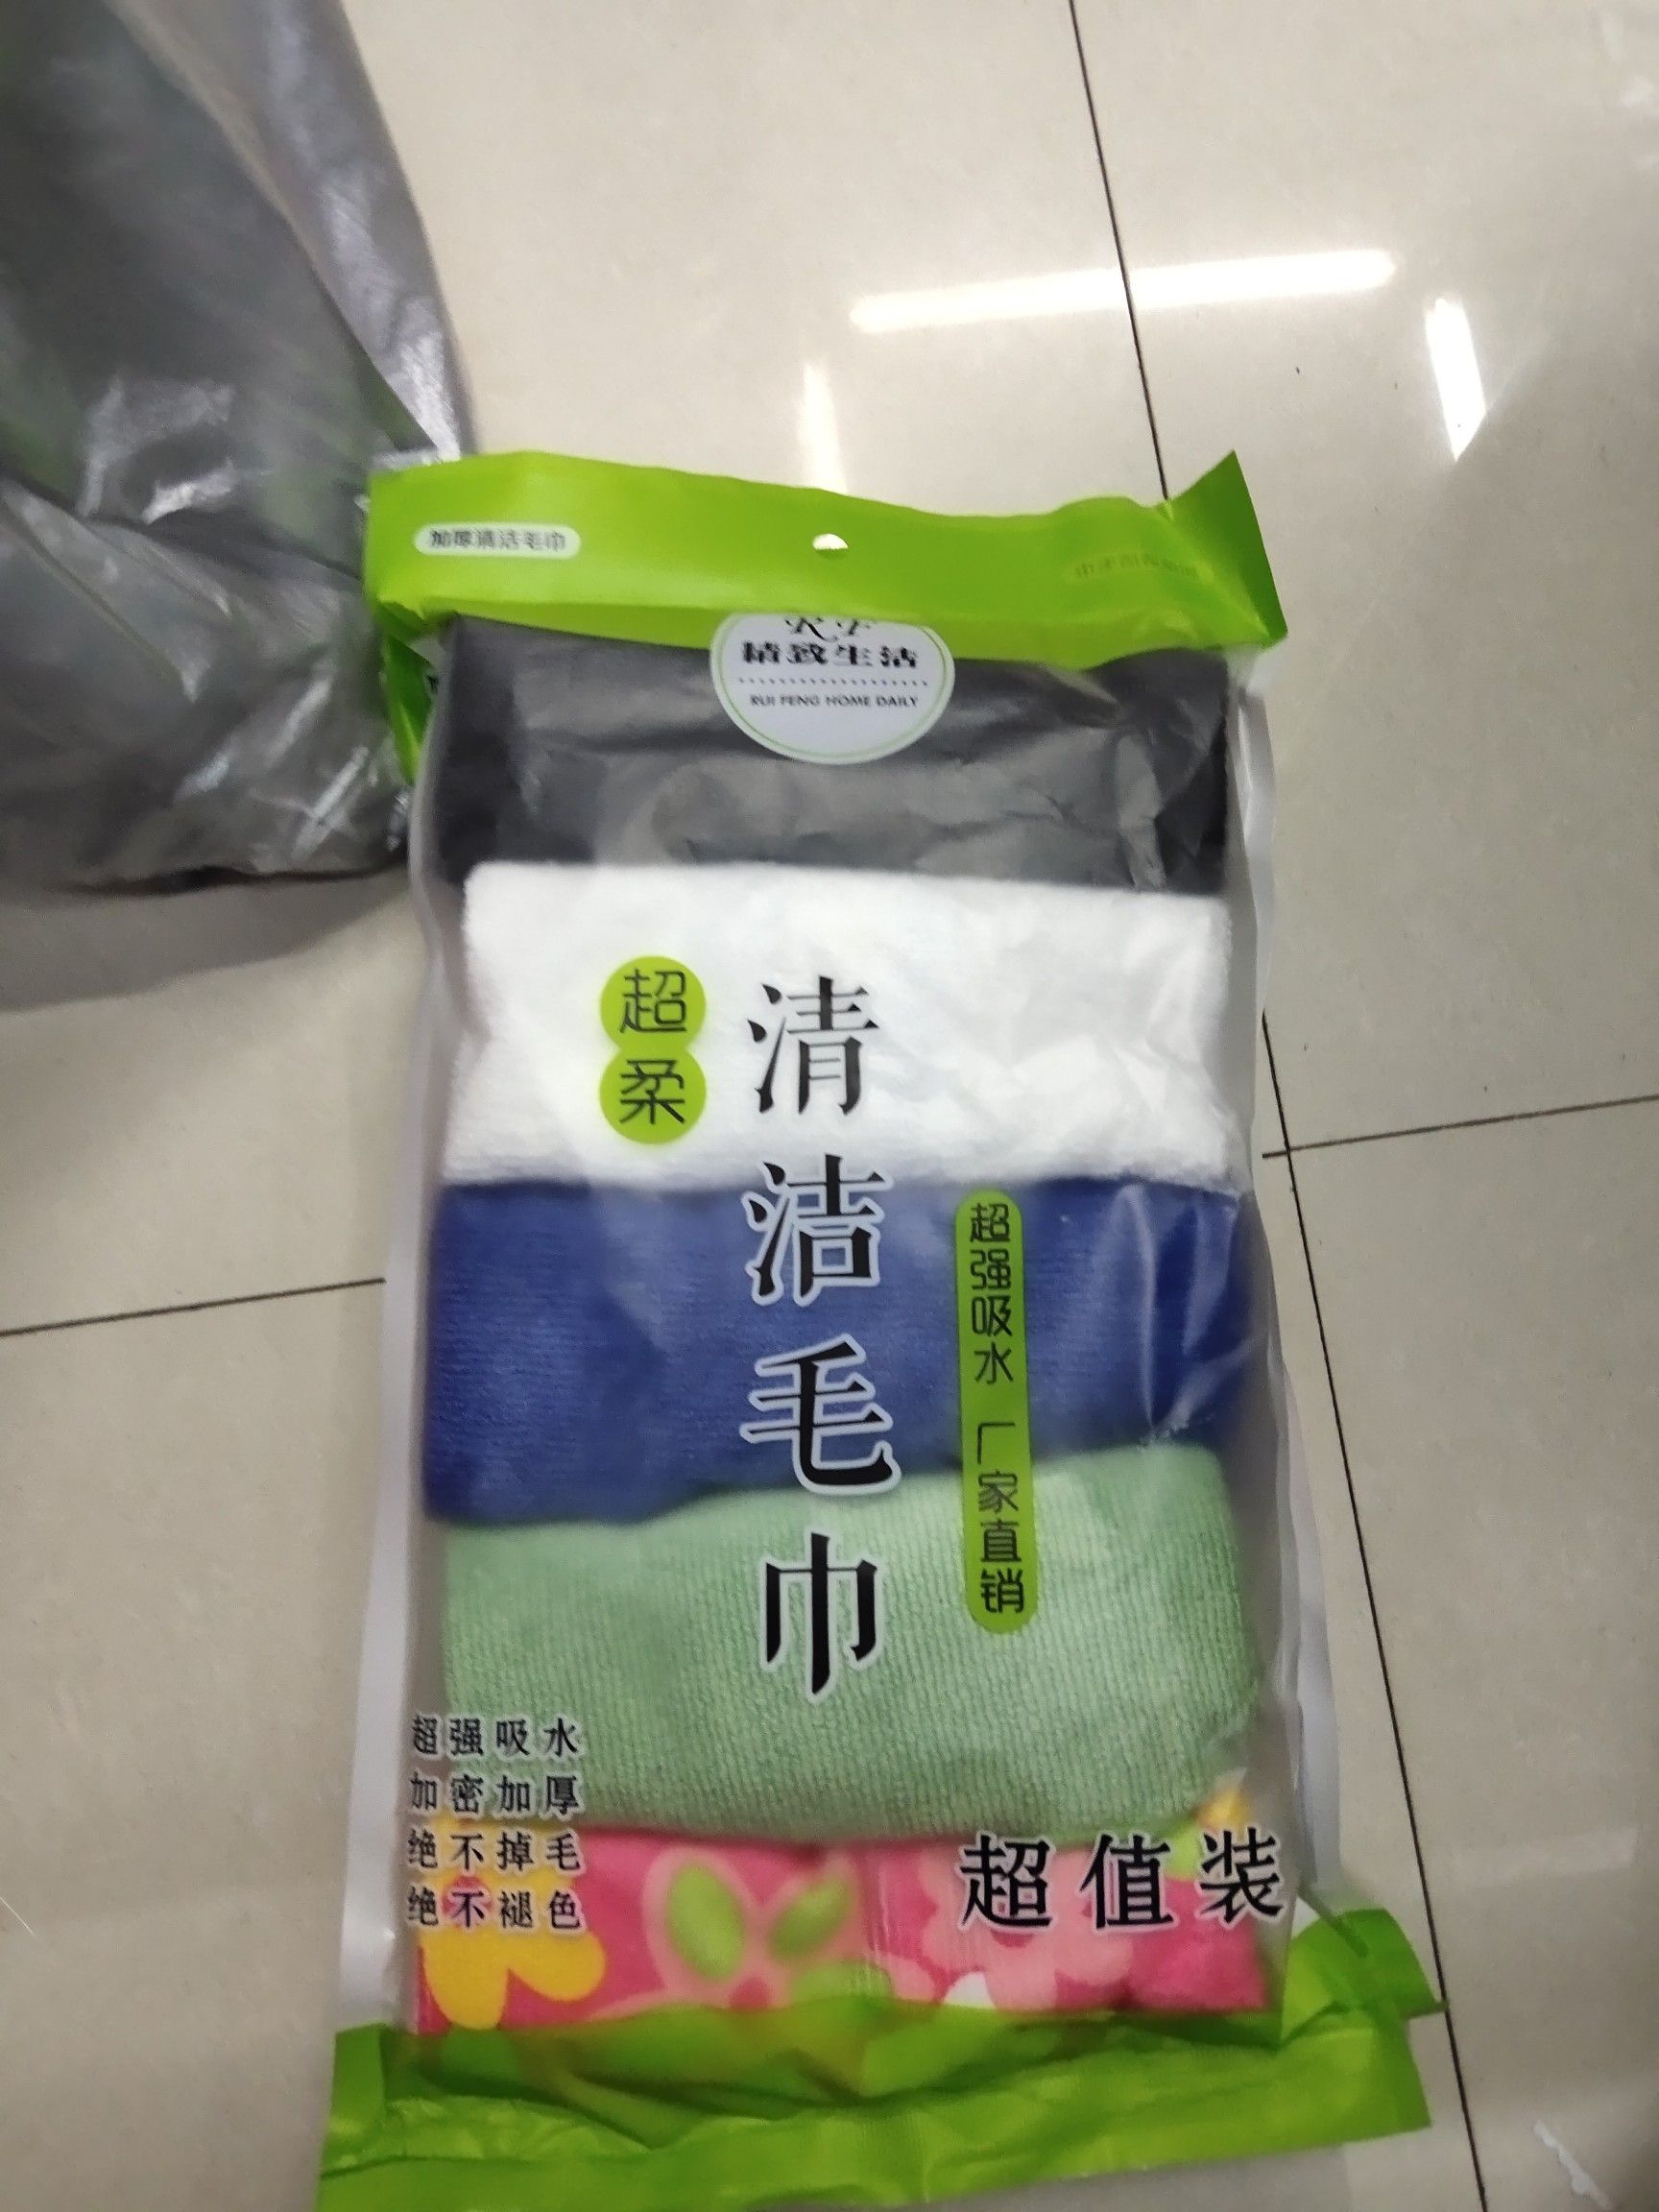 加厚清洁毛巾
精致生活
RUI FENG HOME DAILY
超柔
清洁毛巾
超强吸水 厂家直销
超强吸水
加密加厚
绝不掉毛
绝不褪色
超值装